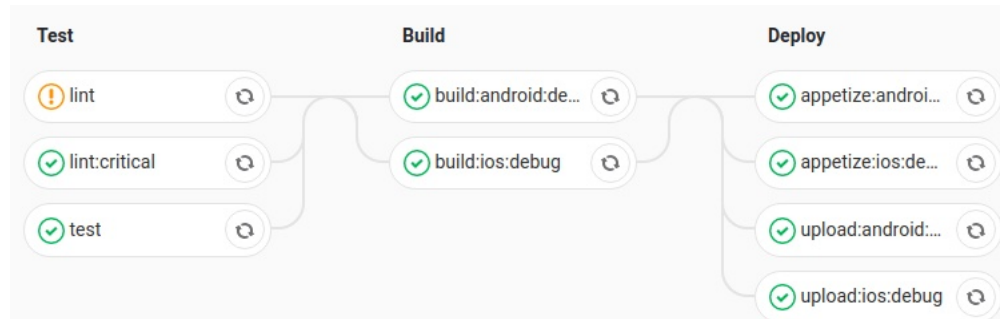 Test
Build
Deploy
lint
build:android:de...
appetize:androi...
lint:critical
build:ios:debug
appetize:ios:de...
test
upload:android:...
upload:ios:debug